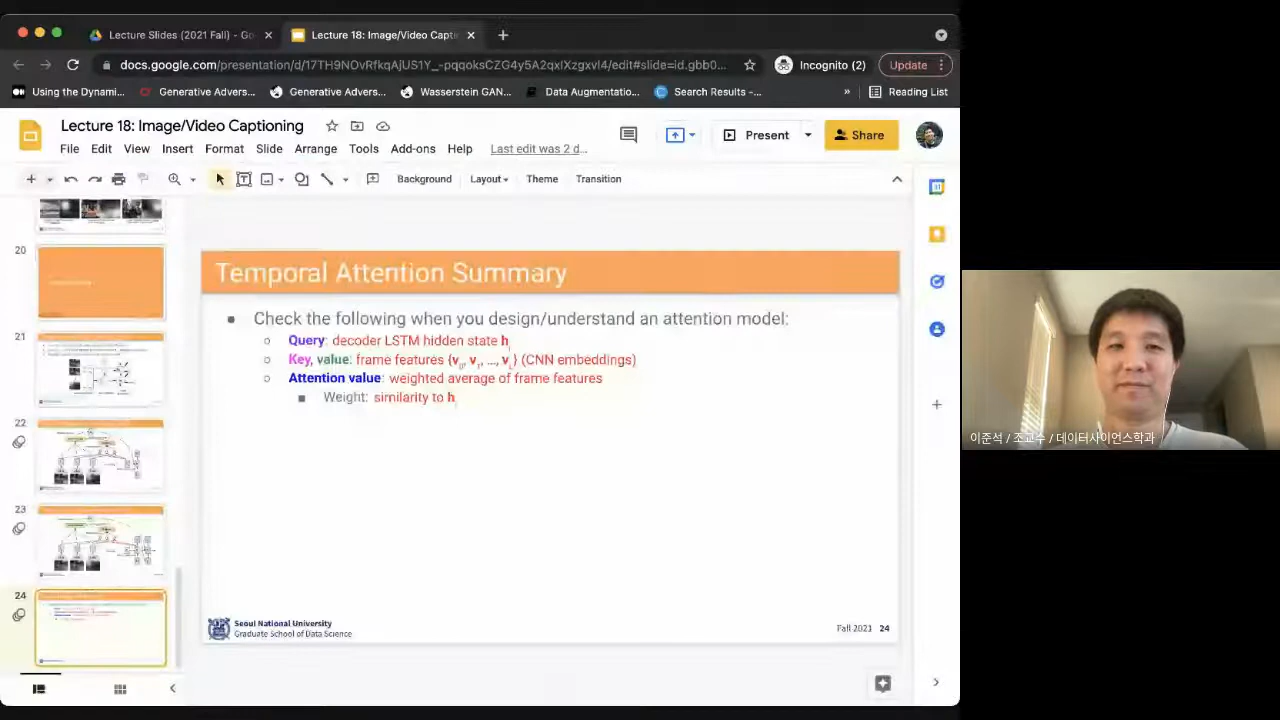 Lecture Slides (2021 Fall) - Go
Lecture 18: Image/Video Capti
docs.google.com/presentation/d/17TH9NOvRfkqAjUS1Y_-pqqoksCZG4y5A2qxlXzgxvl4/edit#slide=id.gbb0...
Incognito (2)
Update
Using the Dynami...
Generative Advers...
Generative Advers...
Wasserstein GAN...
Data Augmentatio...
Search Results -...
»
Reading List
Lecture 18: Image/Video Captioning
File Edit View Insert Format Slide Arrange Tools Add-ons Help Last edit was 2 d...
Present
Share
Background Layout Theme Transition
20
21
22
23
24
Temporal Attention Summary
● Check the following when you design/understand an attention model:
○ Query: decoder LSTM hidden state h
○ Key, value: frame features {v0, v1, ..., vL} (CNN embeddings)
○ Attention value: weighted average of frame features
■ Weight: similarity to h
Seoul National University
Graduate School of Data Science
Fall 2021 24
이준석 / 조교수 / 데이터사이언스학과